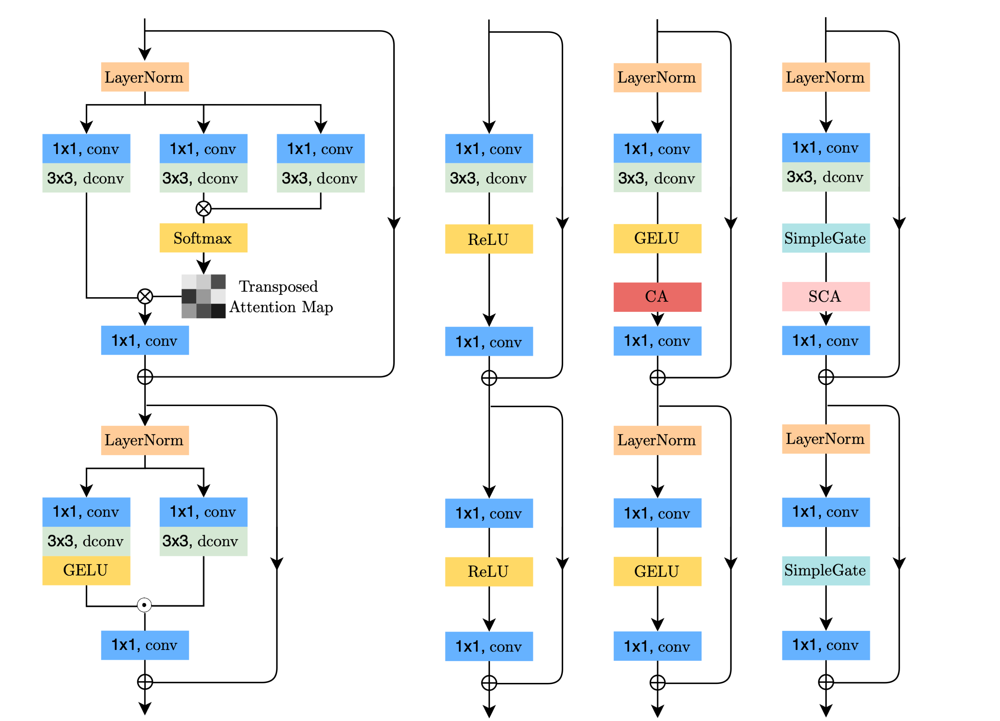 LayerNorm
1x1, conv
1x1, conv
1x1, conv
3x3, dconv
3x3, dconv
3x3, dconv
Softmax
Transposed
Attention Map
1x1, conv
LayerNorm
1x1, conv
1x1, conv
3x3, dconv
3x3, dconv
GELU
1x1, conv
1x1, conv
3x3, dconv
ReLU
1x1, conv
1x1, conv
ReLU
1x1, conv
LayerNorm
1x1, conv
3x3, dconv
GELU
CA
1x1, conv
LayerNorm
1x1, conv
GELU
1x1, conv
LayerNorm
1x1, conv
3x3, dconv
SimpleGate
SCA
1x1, conv
LayerNorm
1x1, conv
SimpleGate
1x1, conv